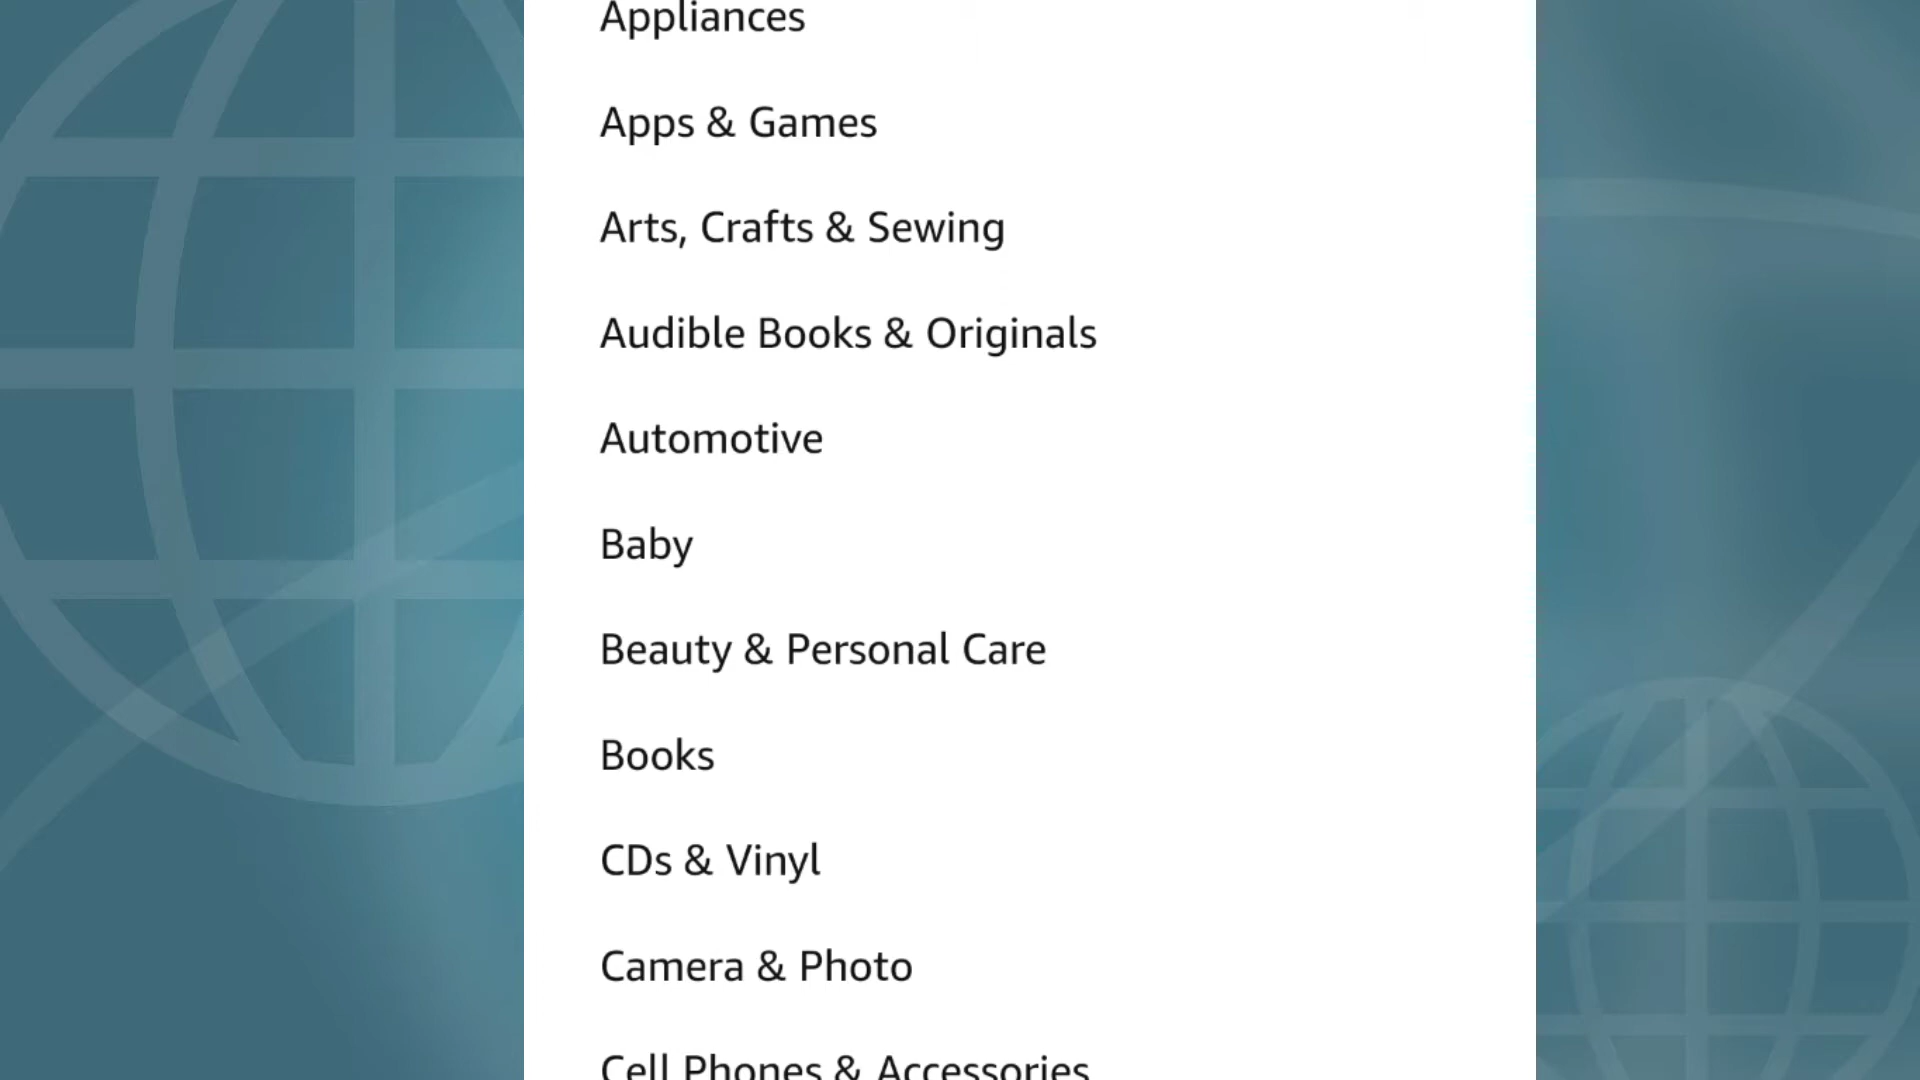 Appliances
Apps & Games
Arts, Crafts & Sewing
Audible Books & Originals
Automotive
Baby
Beauty & Personal Care
Books
CDs & Vinyl
Camera & Photo
Cell Phones & Accessories